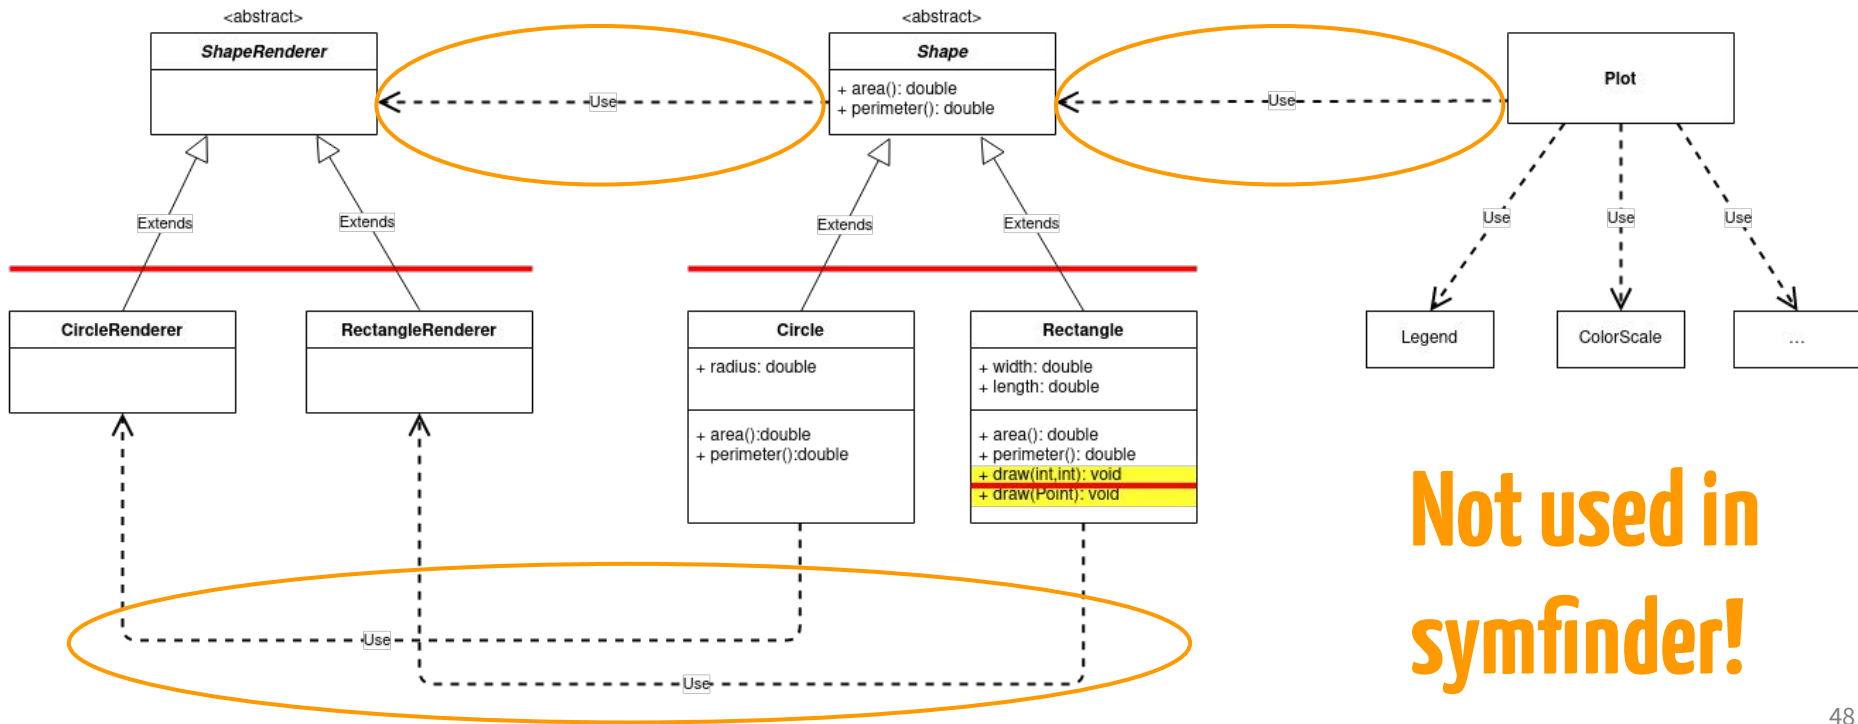 <abstract>
ShapeRenderer
Use
<abstract>
Shape
+ area(): double
+ perimeter(): double
Use
Plot
Extends
Extends
Extends
Extends
Use
Use
Use
CircleRenderer
RectangleRenderer
Circle
+ radius: double
+ area():double
+ perimeter():double
Rectangle
+ width: double
+ length: double
+ area(): double
+ perimeter(): double
+ draw(int,int): void
+ draw(Point): void
Legend
ColorScale
...
Use
Use
Not used in
symfinder!
48